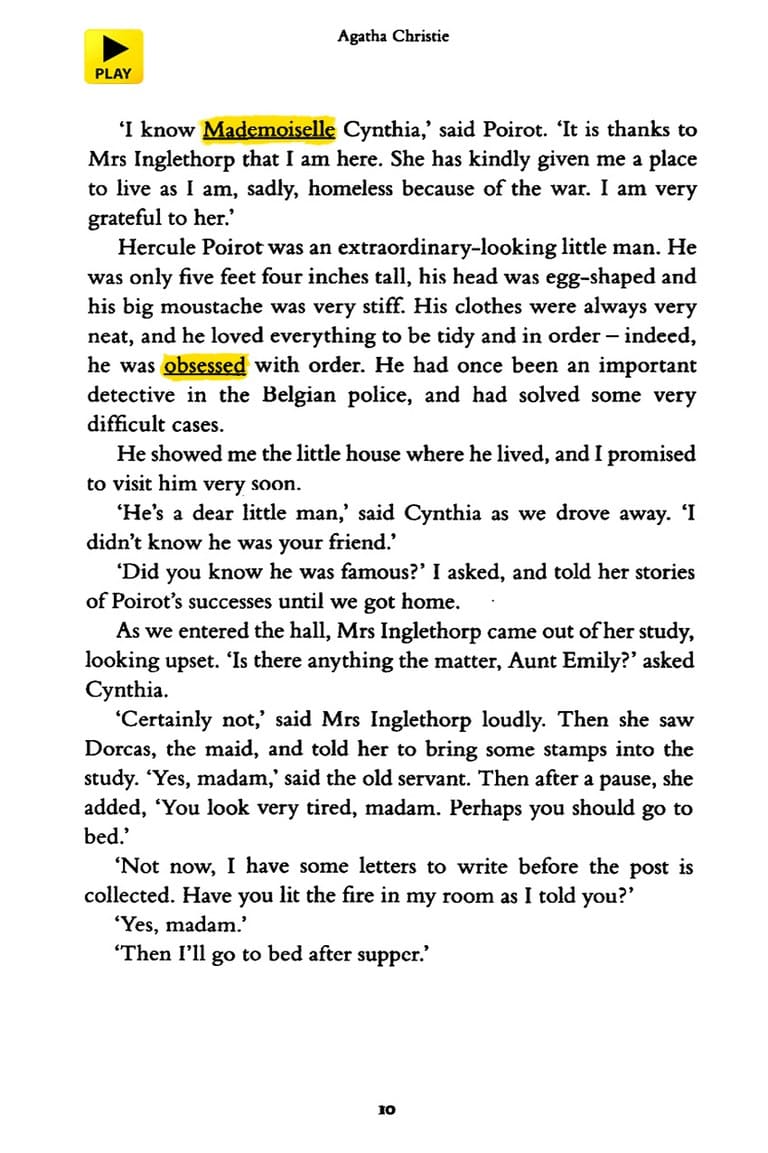 Agatha Christie
PLAY
‘I know Mademoiselle Cynthia,’ said Poirot. ‘It is thanks to
Mrs Inglethorp that I am here. She has kindly given me a place
to live as I am, sadly, homeless because of the war. I am very
grateful to her.’
Hercule Poirot was an extraordinary-looking little man. He
was only five feet four inches tall, his head was egg-shaped and
his big moustache was very stiff. His clothes were always very
neat, and he loved everything to be tidy and in order – indeed,
he was obsessed with order. He had once been an important
detective in the Belgian police, and had solved some very
difficult cases.
He showed me the little house where he lived, and I promised
to visit him very soon.
‘He’s a dear little man,’ said Cynthia as we drove away. ‘I
didn’t know he was your friend.’
‘Did you know he was famous?’ I asked, and told her stories
of Poirot’s successes until we got home.
As we entered the hall, Mrs Inglethorp came out of her study,
looking upset. ‘Is there anything the matter, Aunt Emily?’ asked
Cynthia.
‘Certainly not,’ said Mrs Inglethorp loudly. Then she saw
Dorcas, the maid, and told her to bring some stamps into the
study. ‘Yes, madam,’ said the old servant. Then after a pause, she
added, ‘You look very tired, madam. Perhaps you should go to
bed.’
‘Not now, I have some letters to write before the post is
collected. Have you lit the fire in my room as I told you?’
‘Yes, madam.’
‘Then I’ll go to bed after supper.’
10